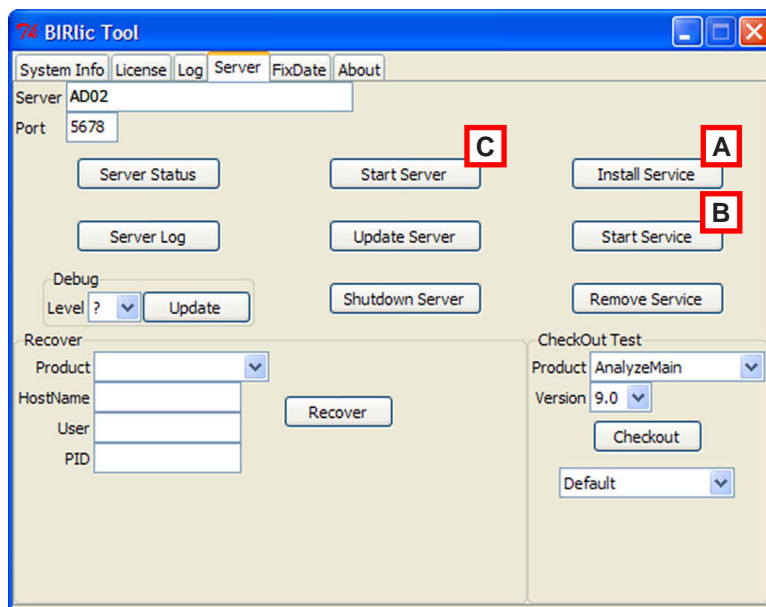 7% BIRlic Tool
System Info License Log Server FixDate About
Server AD02
Port 5678
C
A
Server Status Start Server Install Service
B
Server Log Update Server Start Service
Debug
Level ? Update
Shutdown Server Remove Service
Recover
Product
HostName
User
PID
Recover
CheckOut Test
Product AnalyzeMain
Version 9.0
Checkout
Default